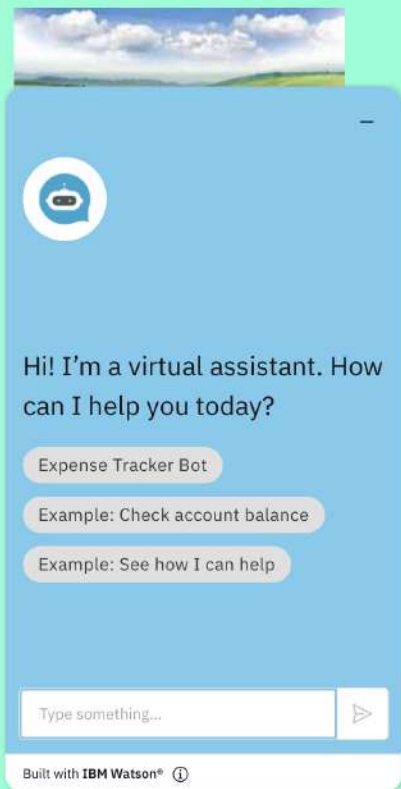 Hi! I’m a virtual assistant. How
can I help you today?
Expense Tracker Bot
Example: Check account balance
Example: See how I can help
Type something...
Built with IBM Watson®